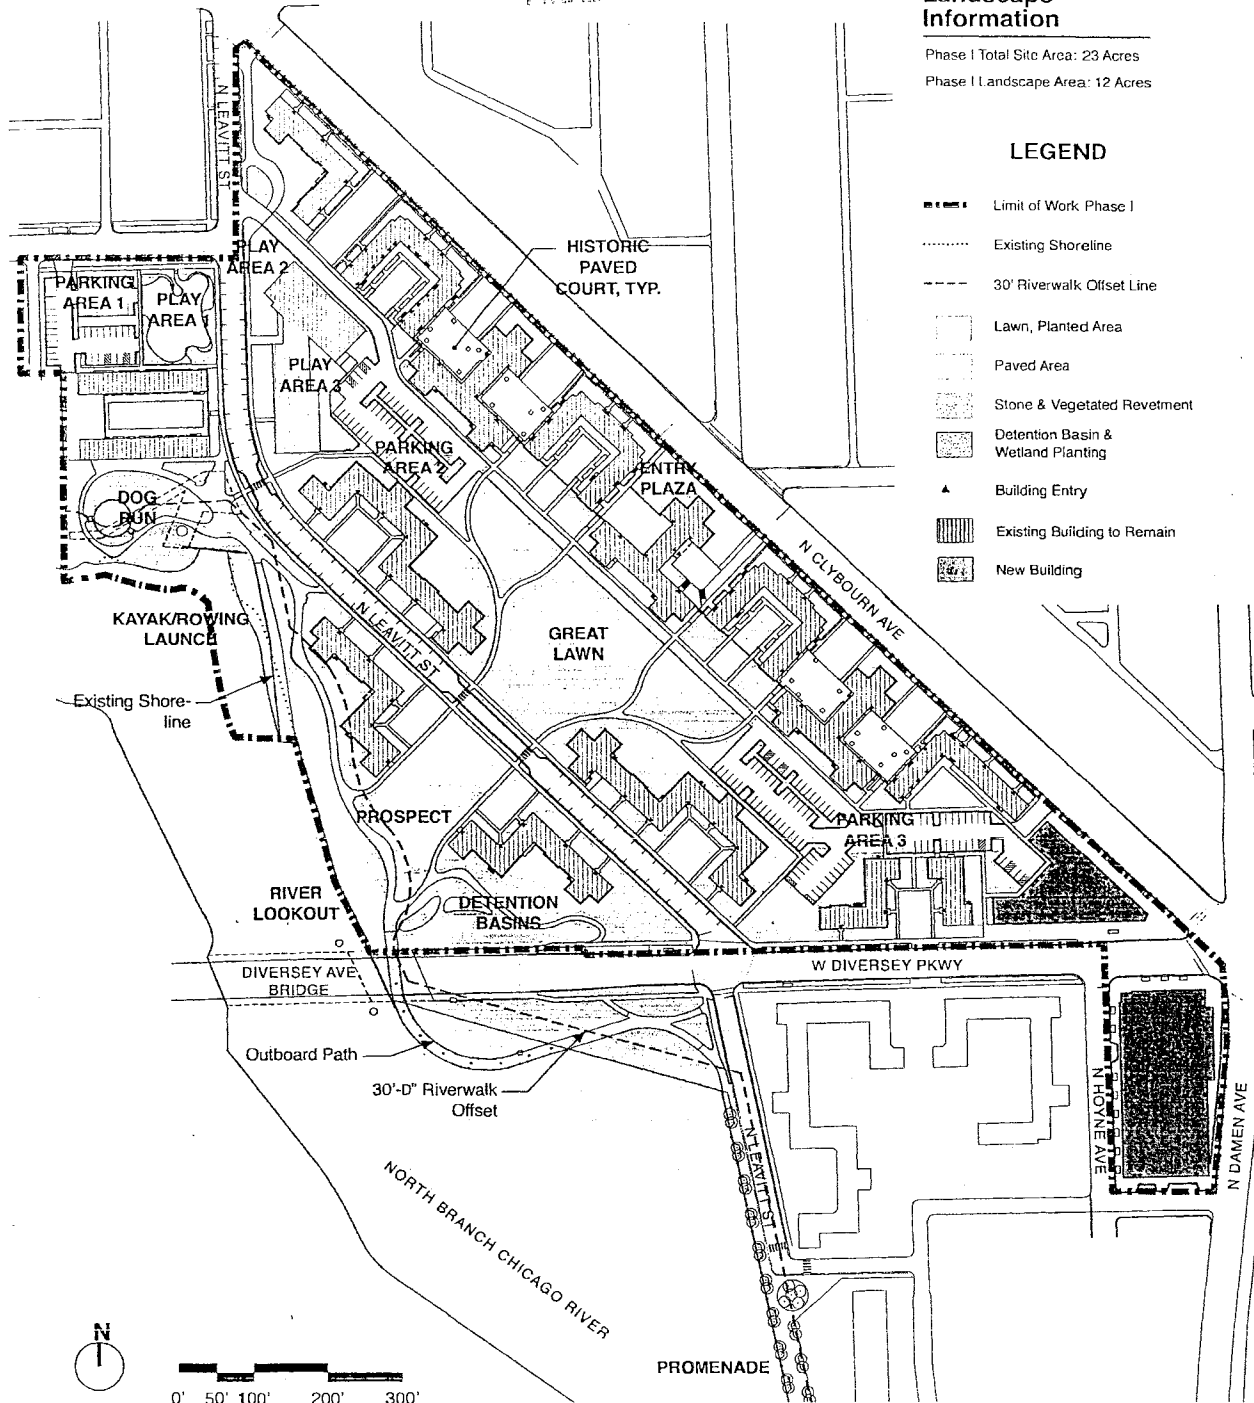 Landscape
Information
Phase I Total Site Area: 23 Acres
Phase I Landscape Area: 12 Acres
LEGEND
Limit of Work Phase I
Existing Shoreline
30' Riverwalk Offset Line
Lawn, Planted Area
Paved Area
Stone & Vegetated Revetment
Detention Basin &
Wetland Planting
Building Entry
Existing Building to Remain
New Building
N LEAVITT ST
PLAY
AREA 2
HISTORIC
PAVED
COURT, TYP.
PARKING
AREA 1
PLAY
AREA 1
PLAY
AREA 3
PARKING
AREA 2
ENTRY
PLAZA
DOG
RUN
N CLYBOURN AVE
KAYAK/ROWING
LAUNCH
N LEAVITT ST
GREAT
LAWN
Existing Shore-
line
PROSPECT
PARKING
AREA 3
RIVER
LOOKOUT
DETENTION
BASINS
DIVERSEY AVE
BRIDGE
W DIVERSEY PKWY
Outboard Path
30'-0" Riverwalk
Offset
N LEAVITT ST
N HOYNE AVE
N DAMEN AVE
NORTH BRANCH CHICAGO RIVER
PROMENADE
N
0' 50' 100' 200' 300'